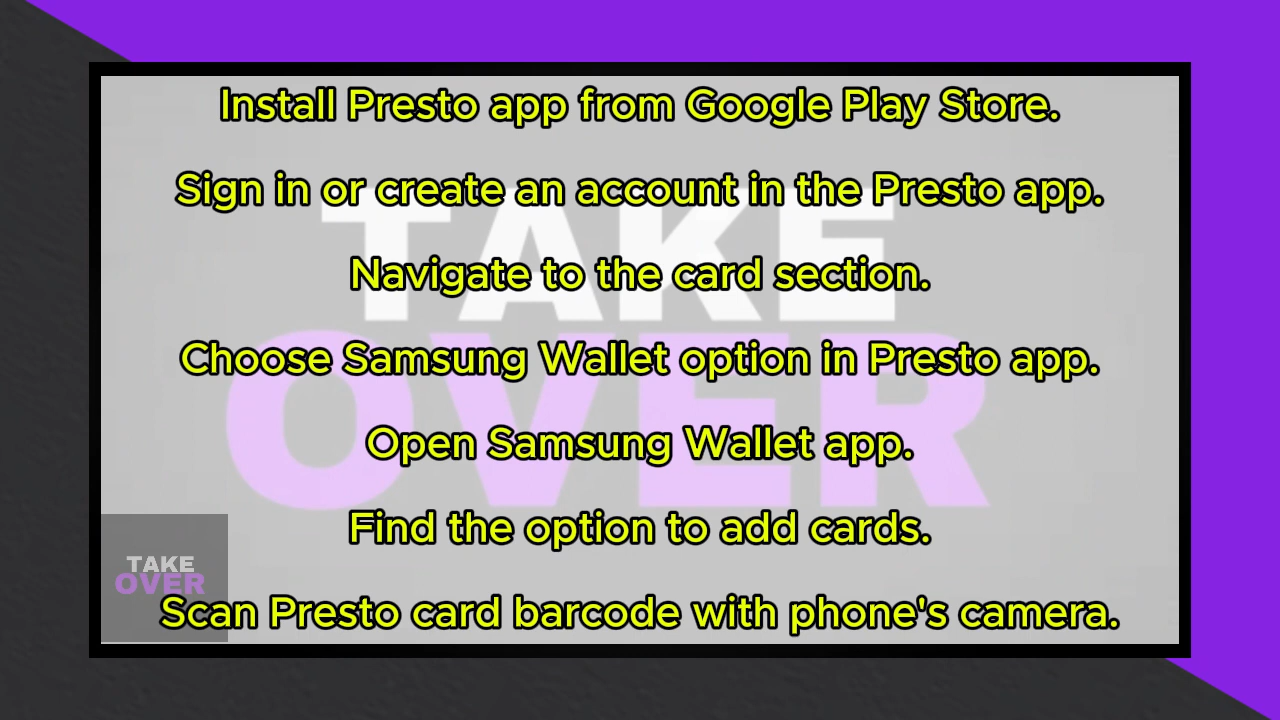 Install Presto app from Google Play Store.
Sign in or create an account in the Presto app.
Navigate to the card section.
Choose Samsung Wallet option in Presto app.
Open Samsung Wallet app.
Find the option to add cards.
Scan Presto card barcode with phone's camera.
TAKE
OVER
TAKE
OVER